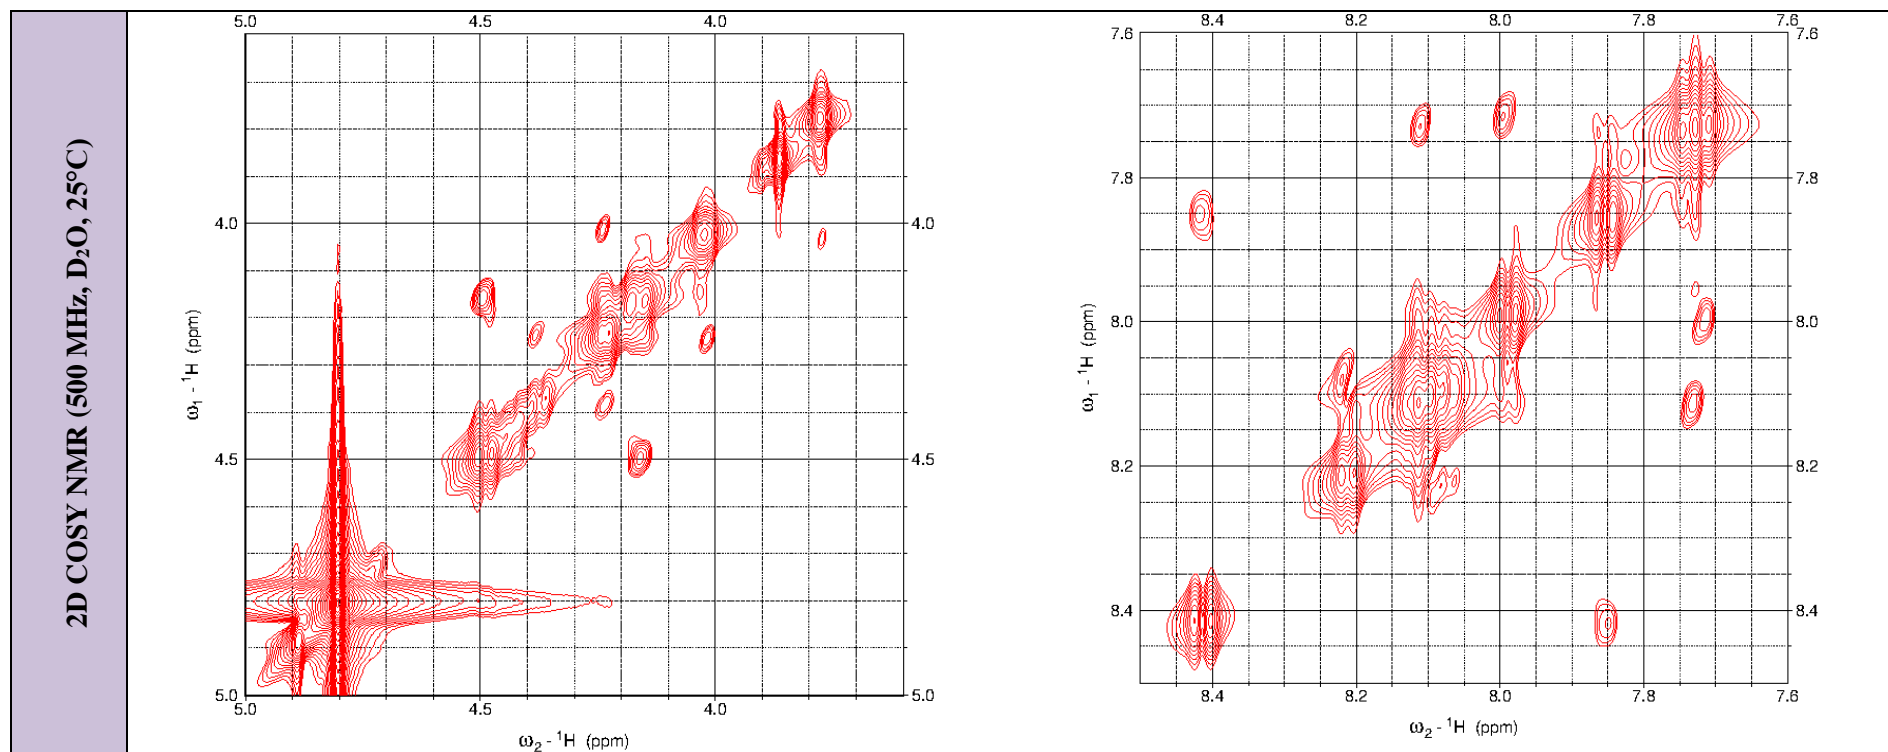 2D COSY NMR (500 MHz, D₂O, 25°C)
5.0 4.5 4.0
4.0
4.5
5.0
4.0
4.5
5.0
ω₁ - ¹H (ppm)
5.0 4.5 4.0
ω₂ - ¹H (ppm)
8.4 8.2 8.0 7.8 7.6
7.6
7.8
8.0
8.2
8.4
7.6
7.8
8.0
8.2
8.4
ω₁ - ¹H (ppm)
8.4 8.2 8.0 7.8 7.6
ω₂ - ¹H (ppm)